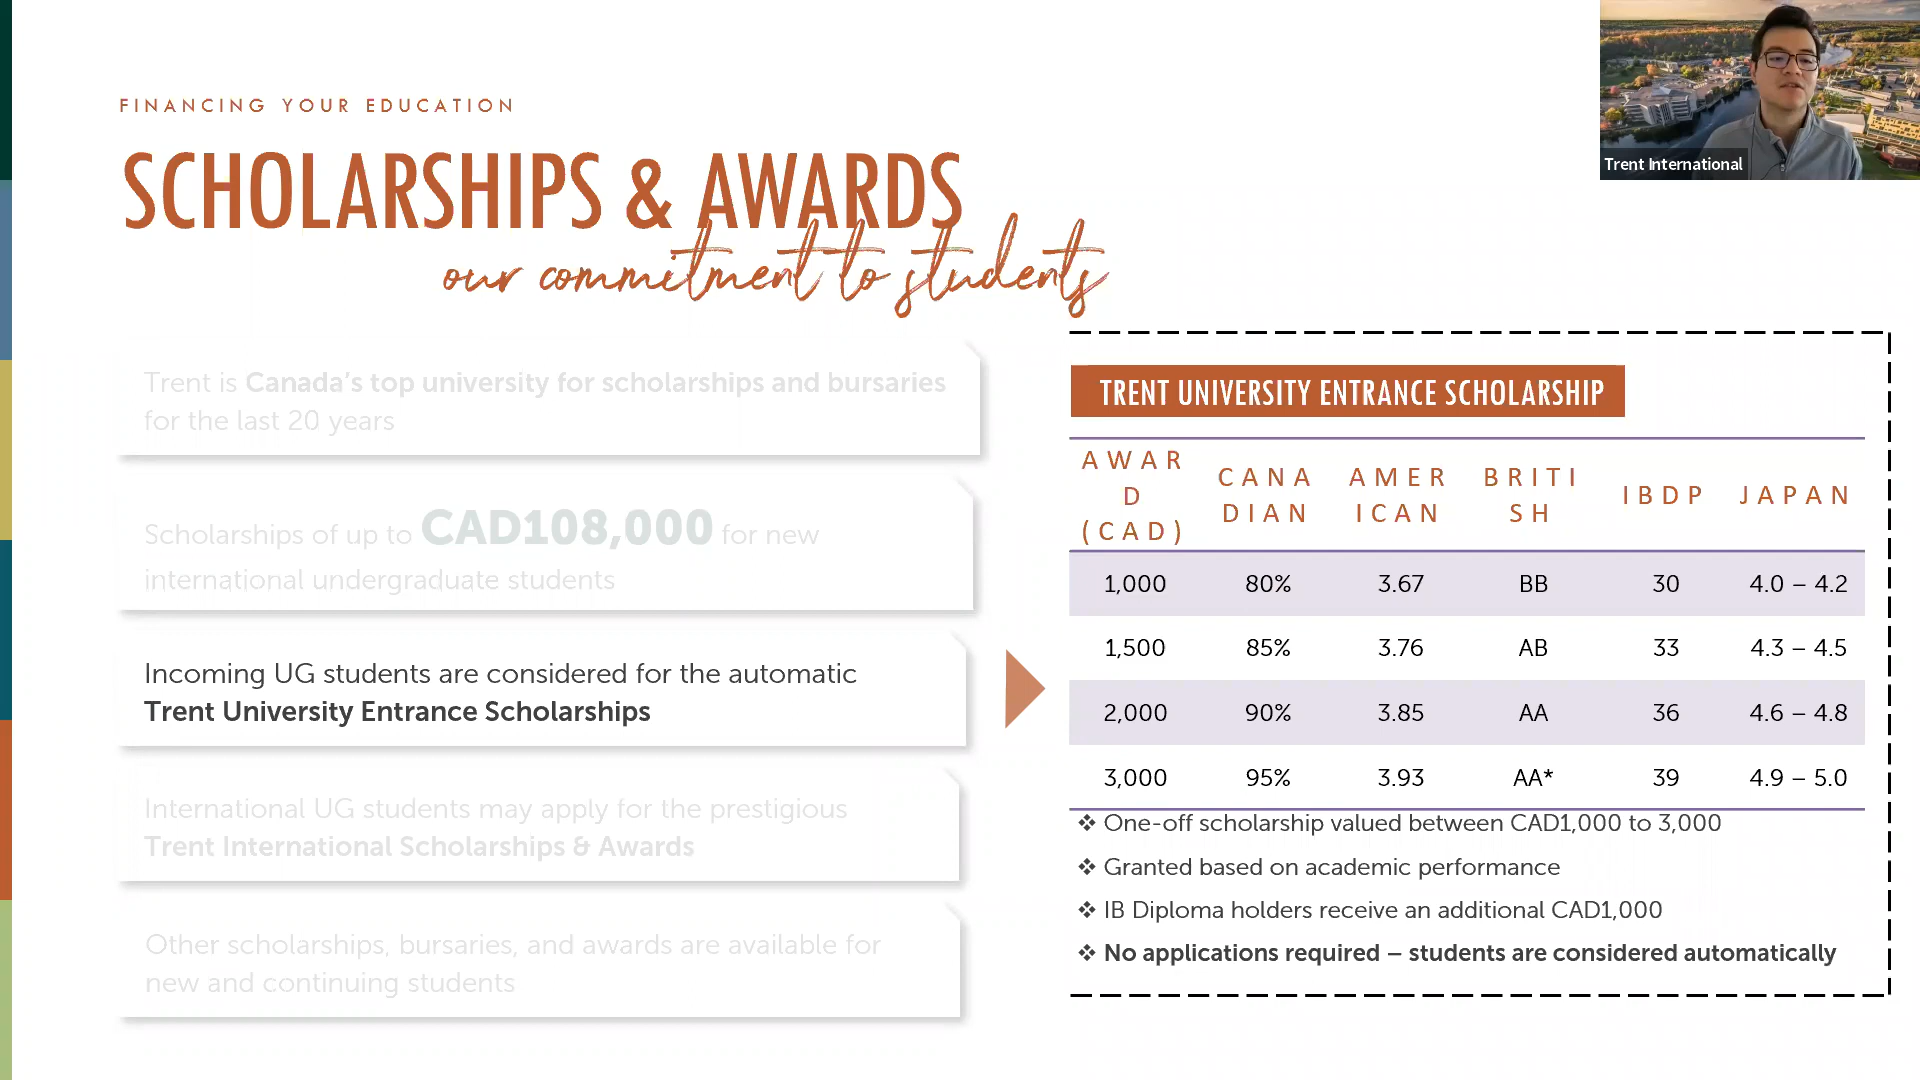 FINANCING YOUR EDUCATION
SCHOLARSHIPS & AWARDS
our commitment to students
Trent International
Trent is Canada's top university for scholarships and bursaries
for the last 20 years
Scholarships of up to CAD108,000 for new
international undergraduate students
Incoming UG students are considered for the automatic
Trent University Entrance Scholarships
International UG students may apply for the prestigious
Trent International Scholarships & Awards
Other scholarships, bursaries, and awards are available for
new and continuing students
TRENT UNIVERSITY ENTRANCE SCHOLARSHIP
AWAR
D
(CAD)
CANA
DIAN
AMER
ICAN
BRITI
SH
IBDP
JAPAN
1,000 80% 3.67 BB 30 4.0 – 4.2
1,500 85% 3.76 AB 33 4.3 – 4.5
2,000 90% 3.85 AA 36 4.6 – 4.8
3,000 95% 3.93 AA* 39 4.9 – 5.0
❖ One-off scholarship valued between CAD1,000 to 3,000
❖ Granted based on academic performance
❖ IB Diploma holders receive an additional CAD1,000
❖ No applications required – students are considered automatically